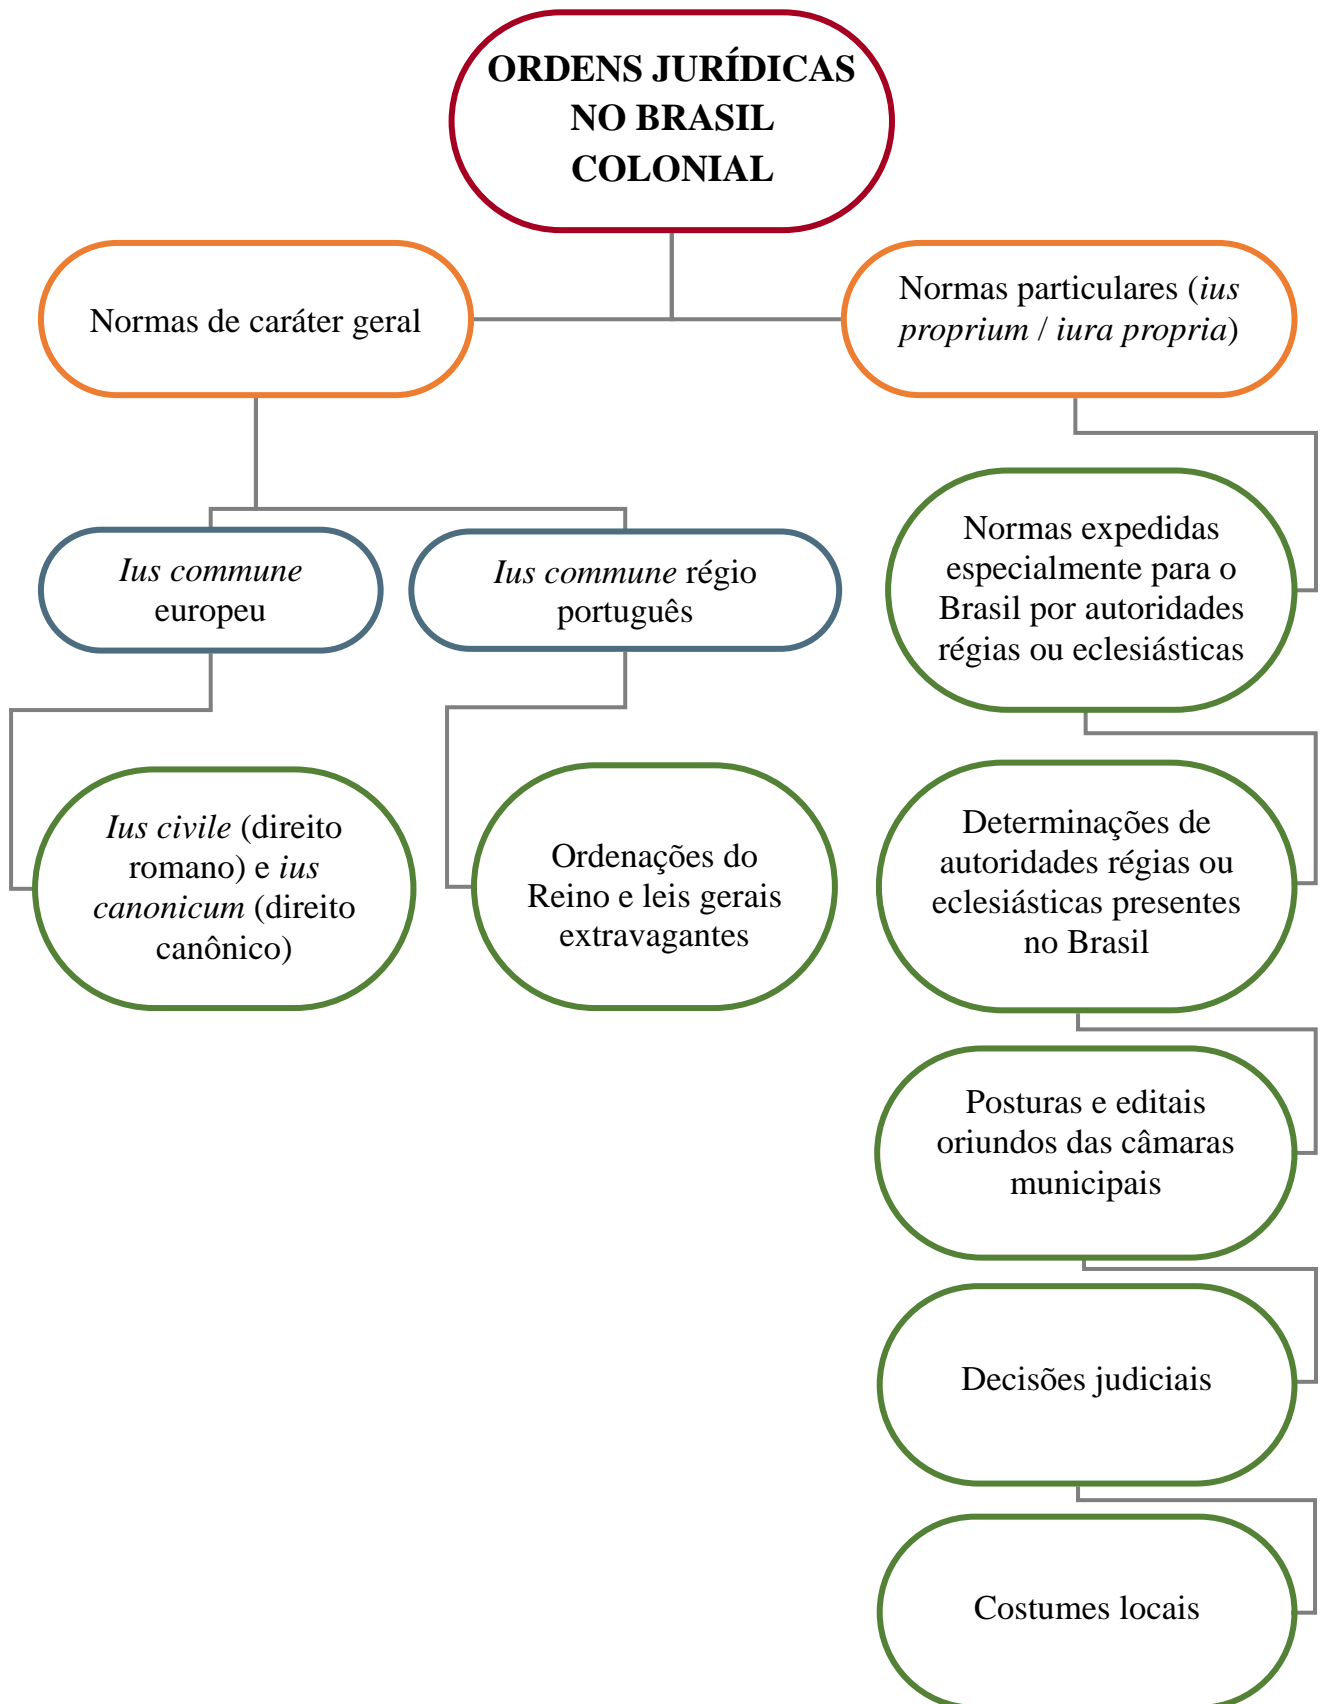 ORDENS JURÍDICAS
NO BRASIL
COLONIAL
Normas de caráter geral
Normas particulares (ius
proprium / iura propria)
Ius commune
europeu
Ius commune régio
português
Ius civile (direito
romano) e ius
canonicum (direito
canônico)
Ordenações do
Reino e leis gerais
extravagantes
Normas expedidas
especialmente para o
Brasil por autoridades
régias ou eclesiásticas
Determinações de
autoridades régias ou
eclesiásticas presentes
no Brasil
Posturas e editais
oriundos das câmaras
municipais
Decisões judiciais
Costumes locais